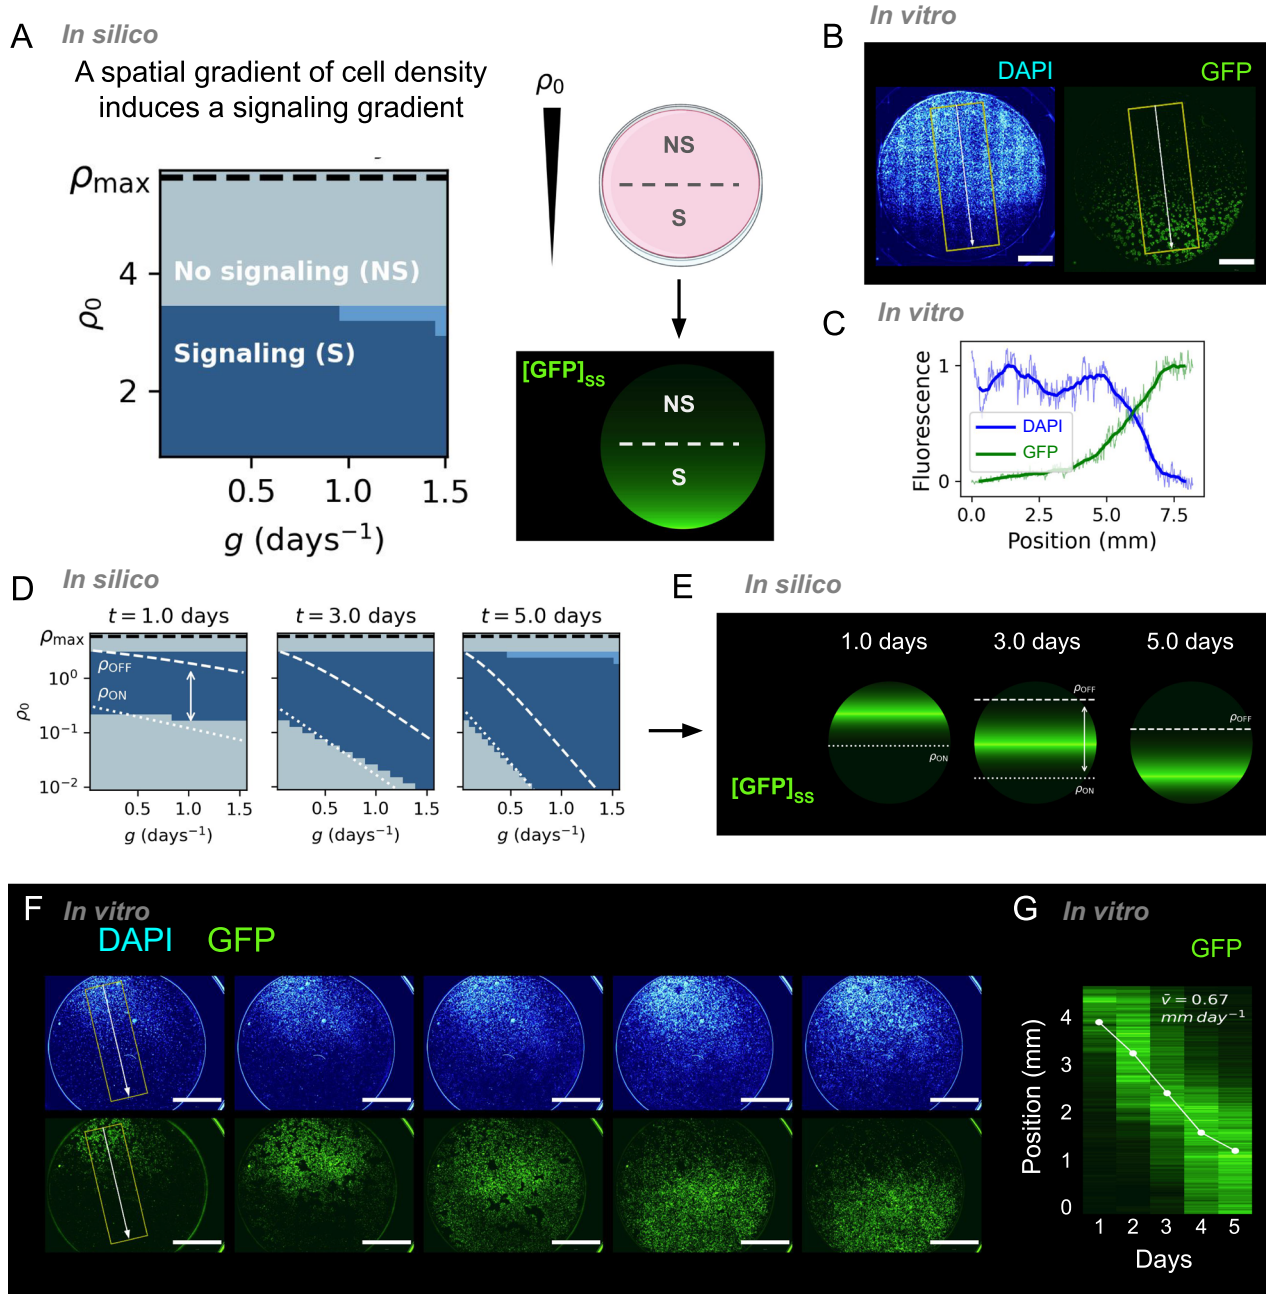 A
In silico
A spatial gradient of cell density
induces a signaling gradient
ρmax
4
2
ρ0
No signaling (NS)
Signaling (S)
0.5 1.0 1.5
g (days⁻¹)
ρ0
NS
S
[GFP]SS
NS
S
B
In vitro
DAPI
GFP
C
In vitro
Fluorescence
1
0
DAPI
GFP
0.0 2.5 5.0 7.5
Position (mm)
D
In silico
t = 1.0 days t = 3.0 days t = 5.0 days
ρmax
10⁰
10⁻¹
10⁻²
ρ0
ρOFF
ρON
0.5 1.0 1.5 0.5 1.0 1.5 0.5 1.0 1.5
g (days⁻¹) g (days⁻¹) g (days⁻¹)
E
In silico
1.0 days 3.0 days 5.0 days
ρON
ρOFF
ρON
ρOFF
[GFP]SS
F
In vitro
DAPI GFP
G
In vitro
GFP
v̄ = 0.67
mm day⁻¹
Position (mm)
4
3
2
1
0
1 2 3 4 5
Days